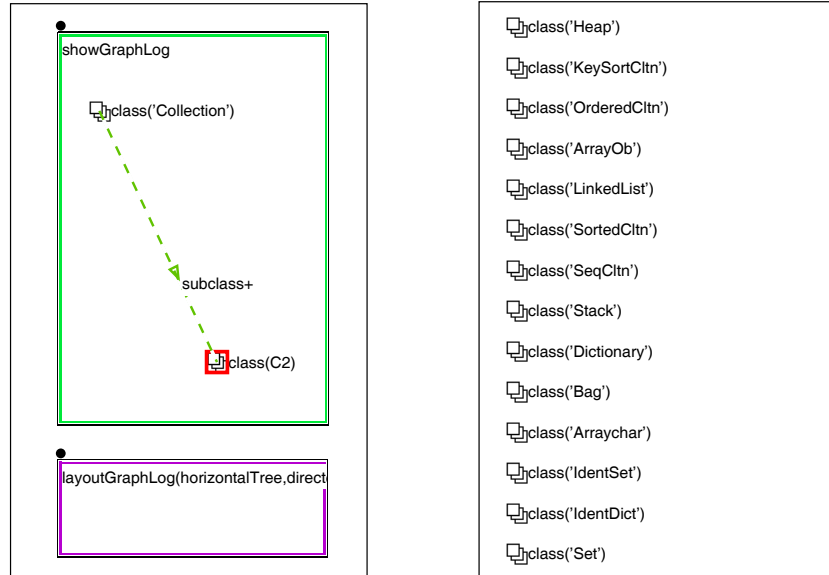 showGraphLog
class('Collection')
subclass+
class(C2)
layoutGraphLog(horizontalTree,direct
class('Heap')
class('KeySortCltn')
class('OrderedCltn')
class('ArrayOb')
class('LinkedList')
class('SortedCltn')
class('SeqCltn')
class('Stack')
class('Dictionary')
class('Bag')
class('Arraychar')
class('IdentSet')
class('IdentDict')
class('Set')